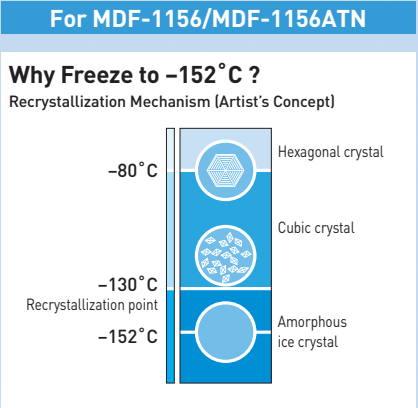 For MDF-1156/MDF-1156ATN
Why Freeze to –152˚C ?
Recrystallization Mechanism (Artist's Concept)
Hexagonal crystal
–80˚C
Cubic crystal
–130˚C
Recrystallization point
Amorphous
ice crystal
–152˚C